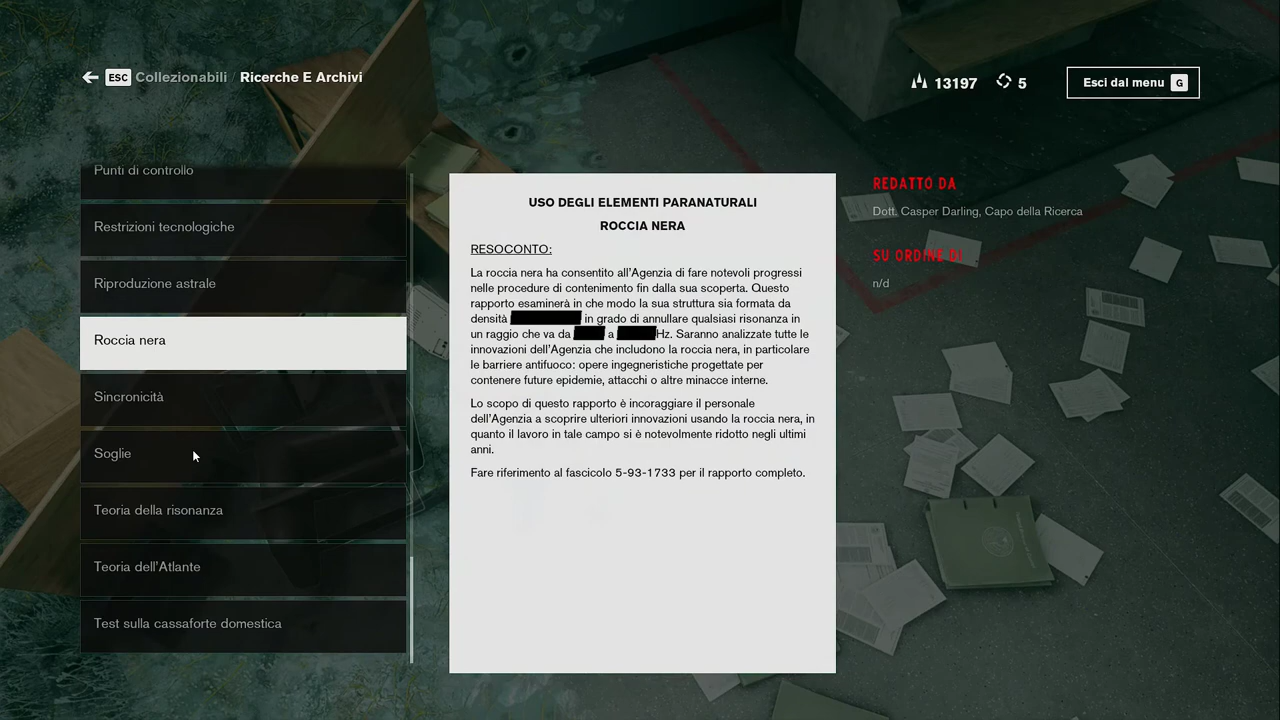 ESC Collezionabili / Ricerche E Archivi
13197 5
Esci dal menu G
Punti di controllo
Restrizioni tecnologiche
Riproduzione astrale
Roccia nera
Sincronicità
Soglie
Teoria della risonanza
Teoria dell'Atlante
Test sulla cassaforte domestica
USO DEGLI ELEMENTI PARANATURALI
ROCCIA NERA
RESOCONTO:
La roccia nera ha consentito all'Agenzia di fare notevoli progressi
nelle procedure di contenimento fin dalla sua scoperta. Questo
rapporto esaminerà in che modo la sua struttura sia formata da
densità in grado di annullare qualsiasi risonanza in
un raggio che va da a Hz. Saranno analizzate tutte le
innovazioni dell'Agenzia che includono la roccia nera, in particolare
le barriere antifuoco: opere ingegneristiche progettate per
contenere future epidemie, attacchi o altre minacce interne.
Lo scopo di questo rapporto è incoraggiare il personale
dell'Agenzia a scoprire ulteriori innovazioni usando la roccia nera, in
quanto il lavoro in tale campo si è notevolmente ridotto negli ultimi
anni.
Fare riferimento al fascicolo 5-93-1733 per il rapporto completo.
REDATTO DA
Dott. Casper Darling, Capo della Ricerca
SU ORDINE DI
n/d